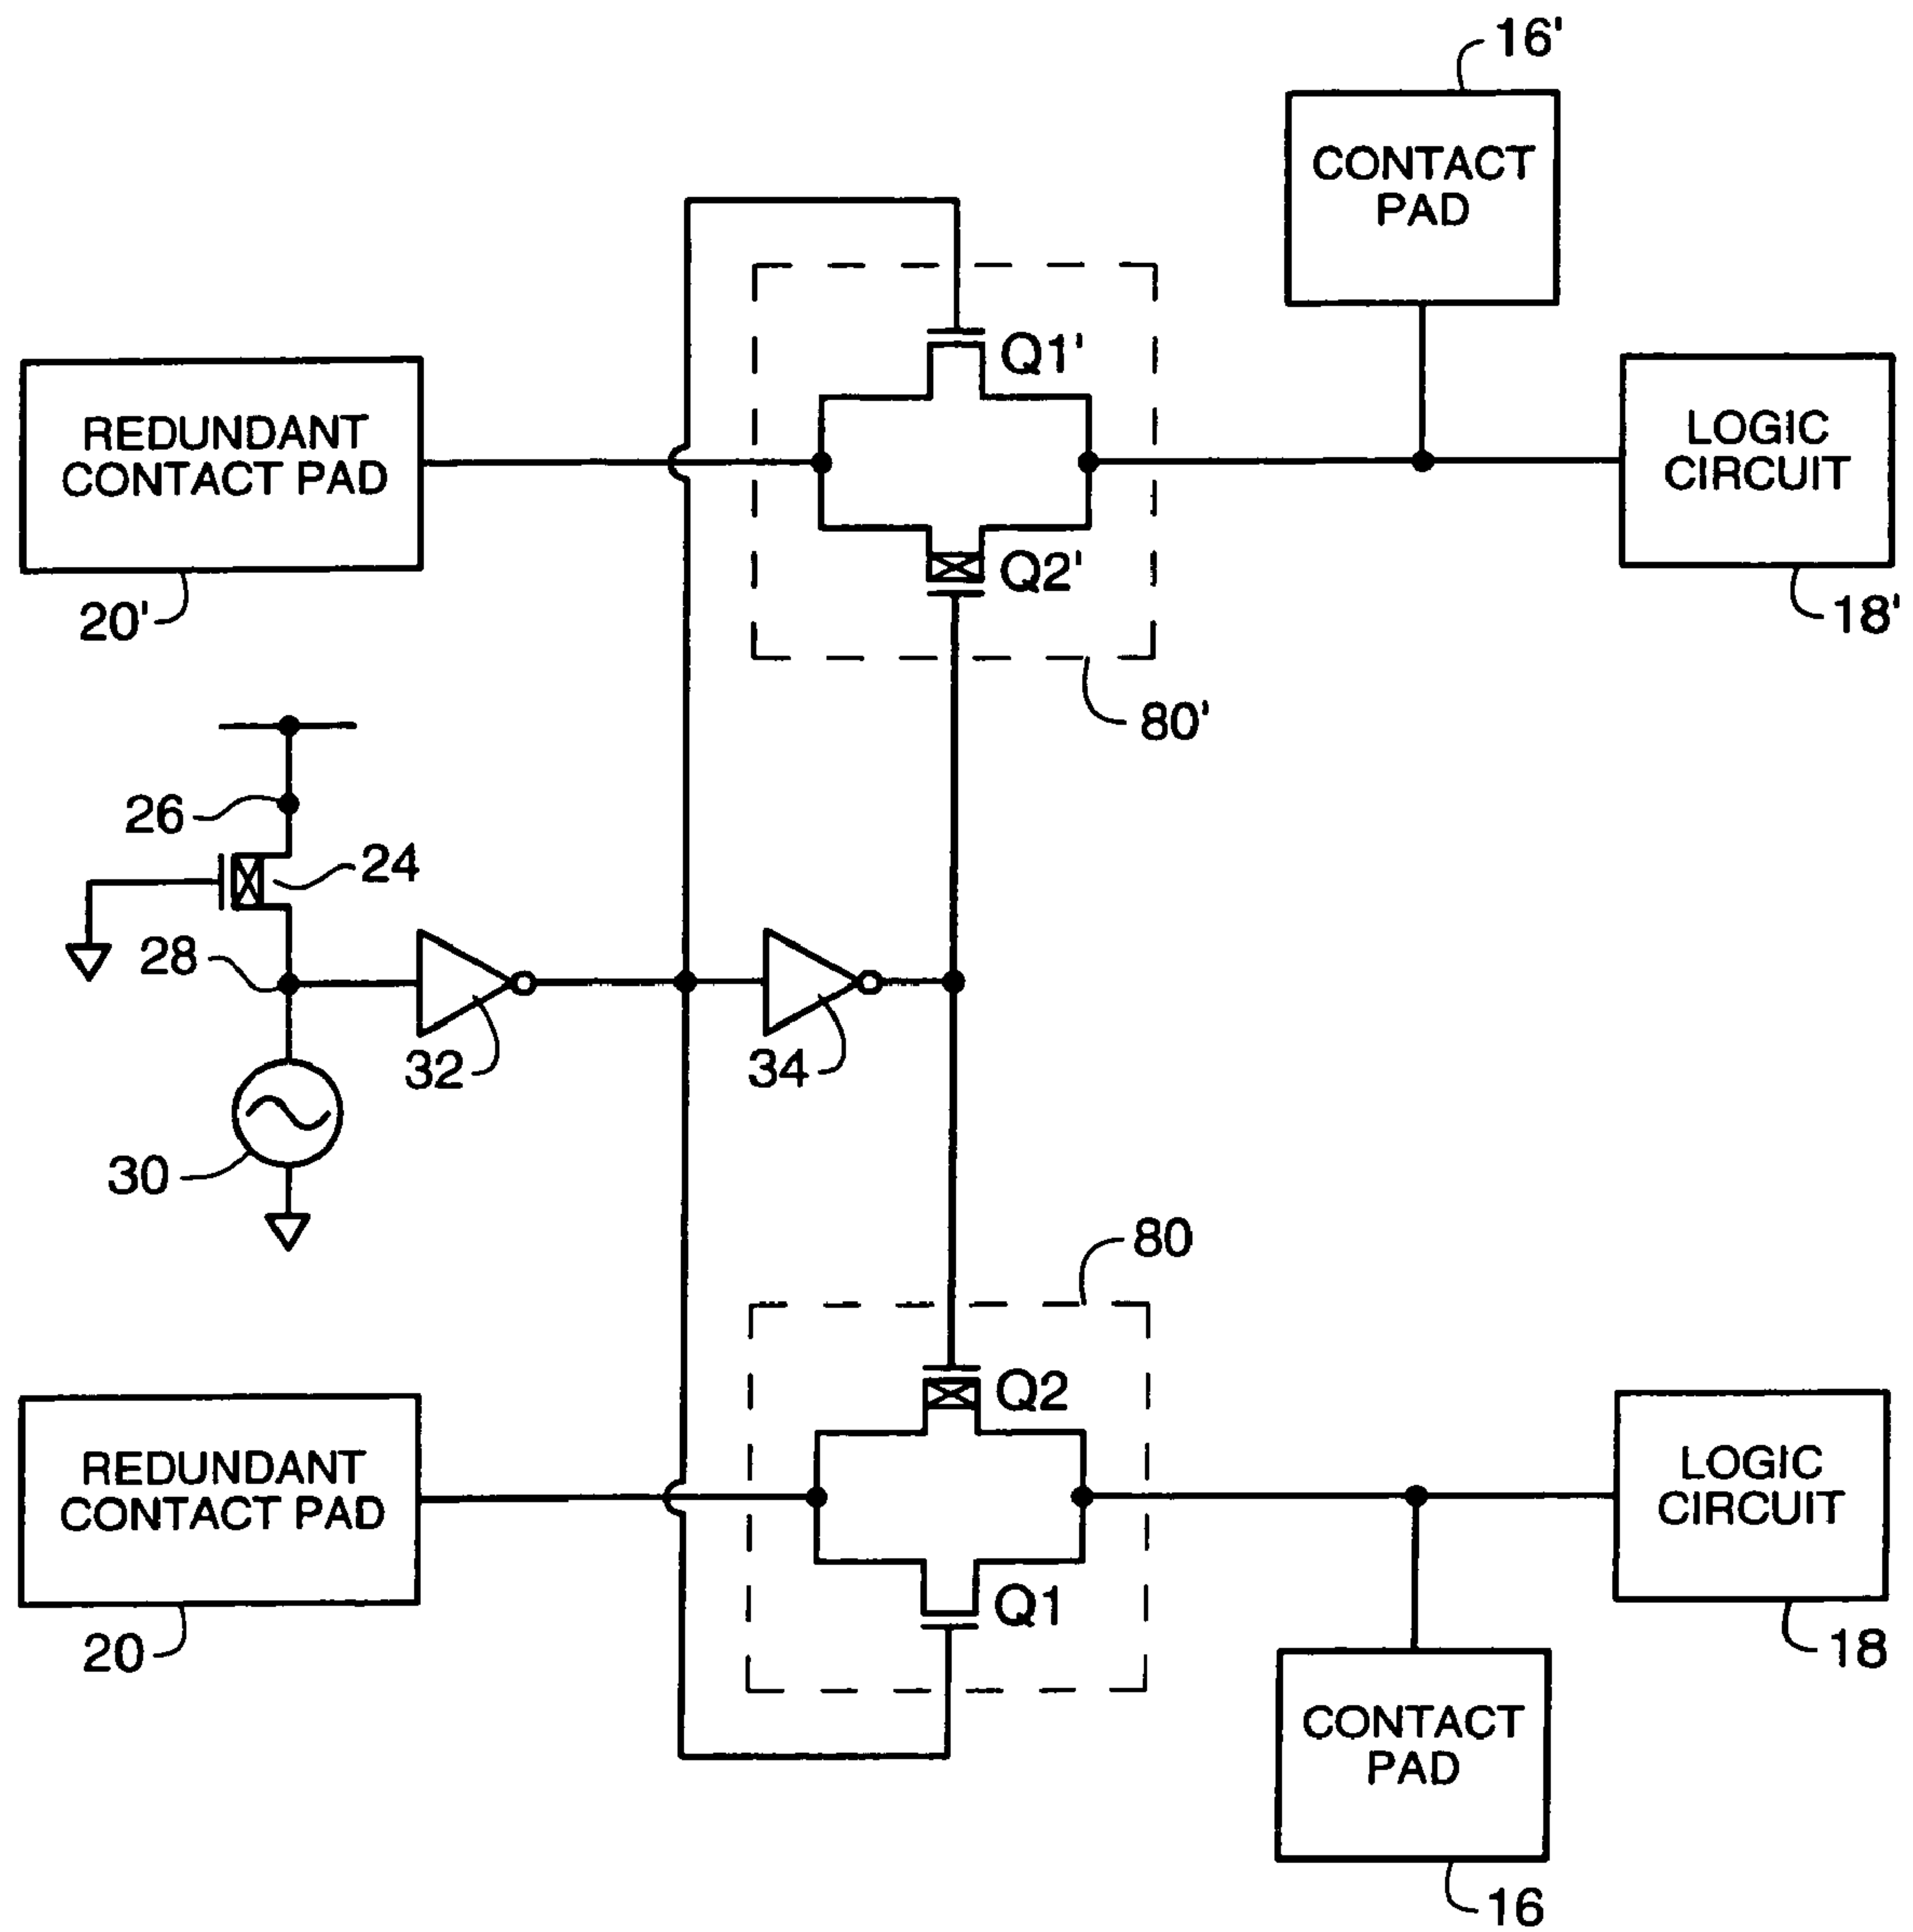 16'
CONTACT
PAD
Q1'
REDUNDANT
CONTACT PAD
LOGIC
CIRCUIT
Q2'
20'
18'
80'
26
24
28
32
34
30
80
Q2
REDUNDANT
CONTACT PAD
LOGIC
CIRCUIT
Q1
20
18
CONTACT
PAD
16